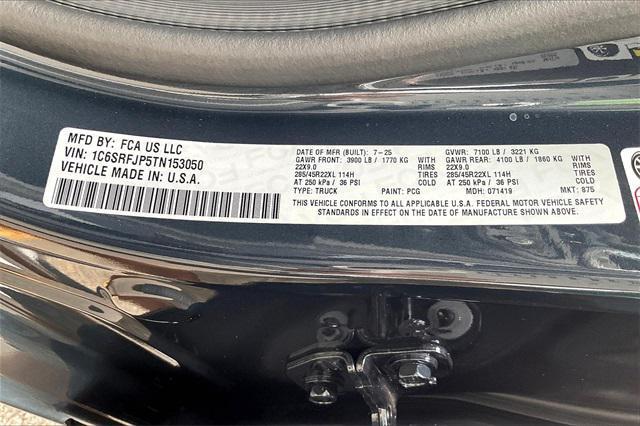 MFD BY: FCA US LLC
VIN: 1C6SRFJP5TN153050
VEHICLE MADE IN: U.S.A.
DATE OF MFR (BUILT): 7-25 GVWR: 7100 LB / 3221 KG
GAWR FRONT: 3900 LB / 1770 KG GAWR REAR: 4100 LB / 1860 KG
22X9.0 RIMS 22X9.0 RIMS
285/45R22XL 114H TIRES 285/45R22XL 114H TIRES
AT 250 kPa / 36 PSI COLD AT 250 kPa / 36 PSI COLD
TYPE: TRUCK PAINT: PCG MDH: 071419 MKT: 875
THIS VEHICLE CONFORMS TO ALL APPLICABLE U.S.A. FEDERAL MOTOR VEHICLE SAFETY
STANDARDS IN EFFECT ON THE DATE OF MANUFACTURE SHOWN ABOVE.